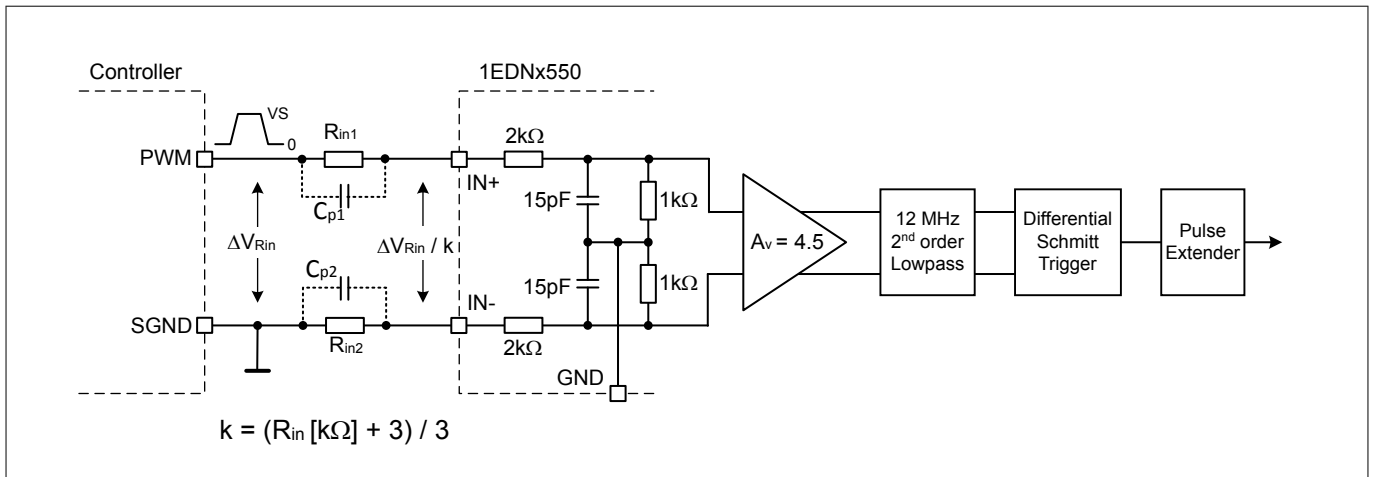 Controller
1EDNx550
VS
0
PWM
Rin1
Cp1
IN+
2kΩ
15pF
1kΩ
ΔVRin
ΔVRin / k
Av = 4.5
12 MHz
2nd order
Lowpass
Differential
Schmitt
Trigger
Pulse
Extender
Cp2
15pF
1kΩ
IN-
SGND
Rin2
2kΩ
GND
k = (Rin [kΩ] + 3) / 3